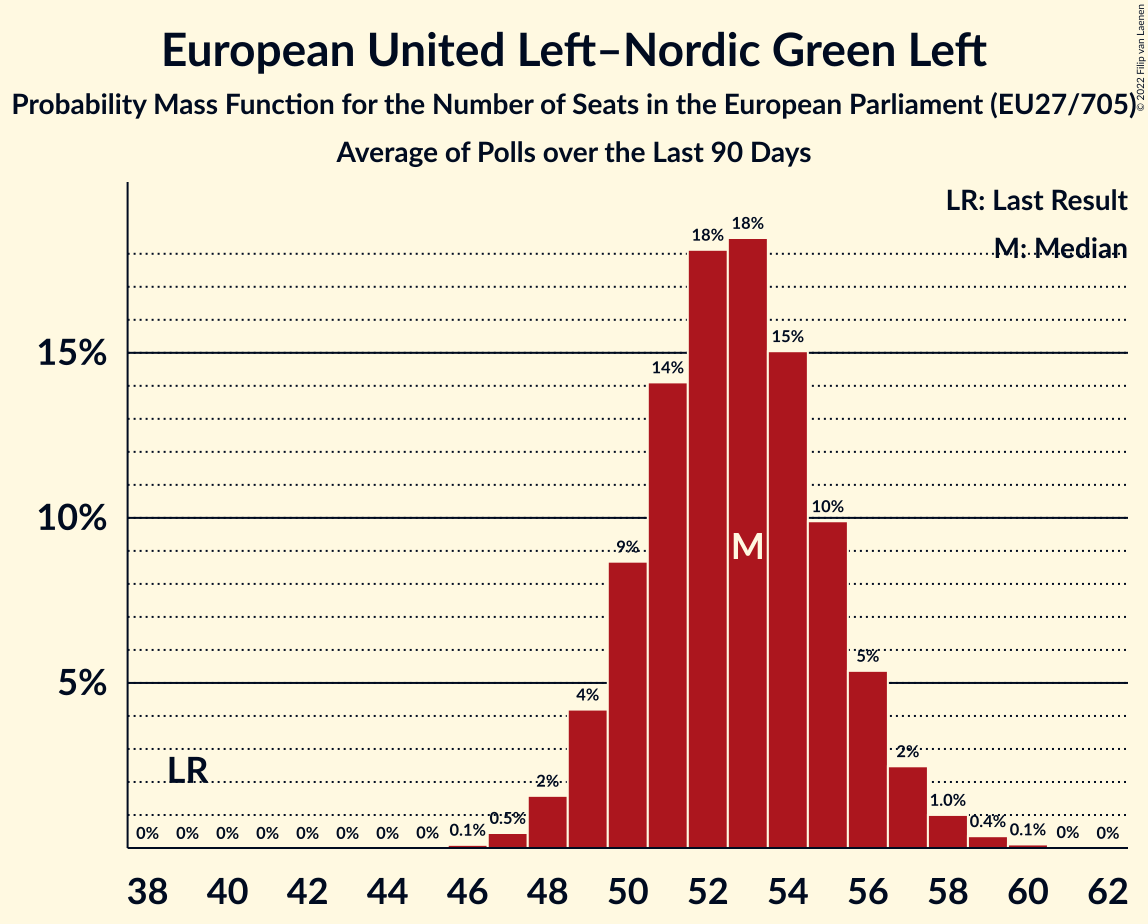 European United Left–Nordic Green Left
Probability Mass Function for the Number of Seats in the European Parliament (EU27/705)
Average of Polls over the Last 90 Days
© 2022 Filip van Laenen
LR: Last Result
M: Median
18%
18%
15%
15%
14%
10%
10%
9%
M
5%
5%
4%
LR
2%
2%
0% 0% 0% 0% 0% 0% 0% 0% 0.1% 0.5% 1.0% 0.4% 0.1% 0% 0%
38 40 42 44 46 48 50 52 54 56 58 60 62